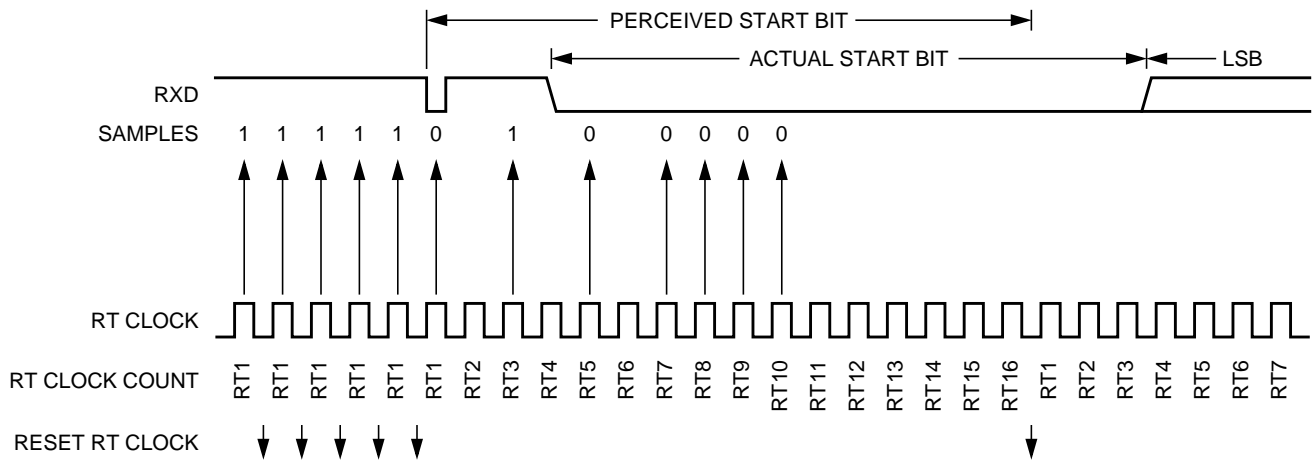 PERCEIVED START BIT
ACTUAL START BIT
LSB
RXD
SAMPLES 1 1 1 1 1 0 1 0 0 0 0 0
RT CLOCK
RT CLOCK COUNT RT1 RT1 RT1 RT1 RT1 RT1 RT2 RT3 RT4 RT5 RT6 RT7 RT8 RT9 RT10 RT11 RT12 RT13 RT14 RT15 RT16 RT1 RT2 RT3 RT4 RT5 RT6 RT7
RESET RT CLOCK